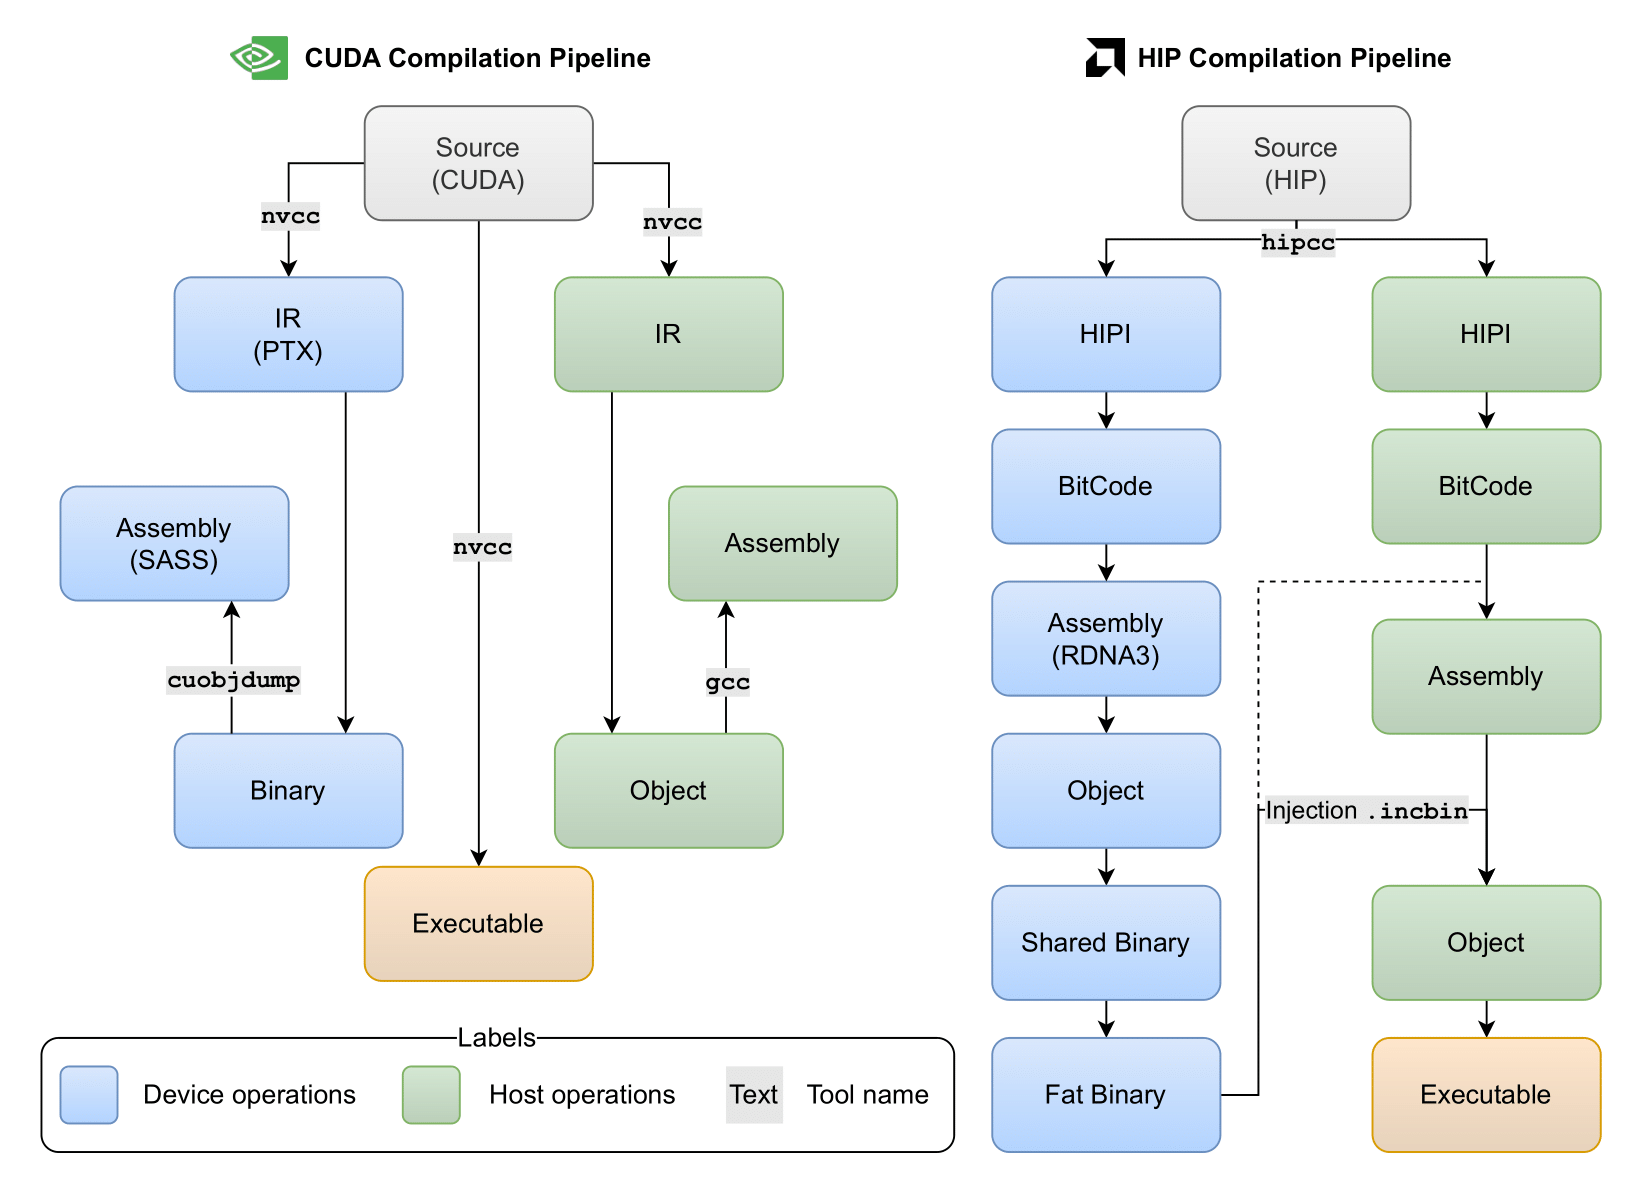 CUDA Compilation Pipeline
Source
(CUDA)
nvcc
nvcc
IR
(PTX)
IR
Assembly
(SASS)
nvcc
Assembly
cuobjdump
gcc
Binary
Object
Executable
Labels
Device operations
Host operations
Text
Tool name
HIP Compilation Pipeline
Source
(HIP)
hipcc
HIPI
HIPI
BitCode
BitCode
Assembly
(RDNA3)
Assembly
Object
Injection .incbin
Shared Binary
Object
Fat Binary
Executable